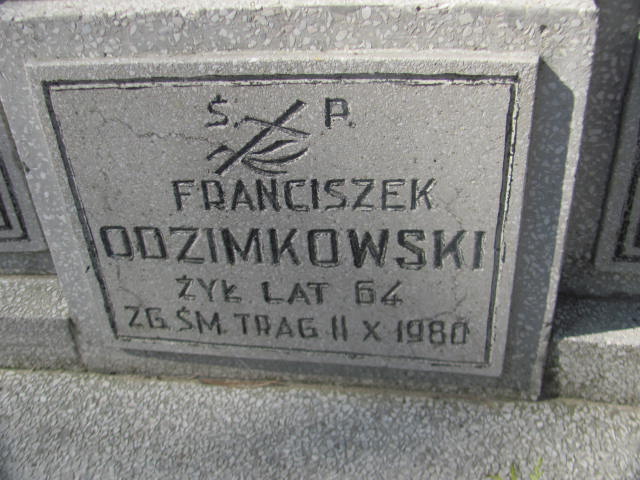 Ś. P.
FRANCISZEK
ODZIMKOWSKI
ŻYŁ LAT 64
ZG. ŚM. TRAG 11 X 1980